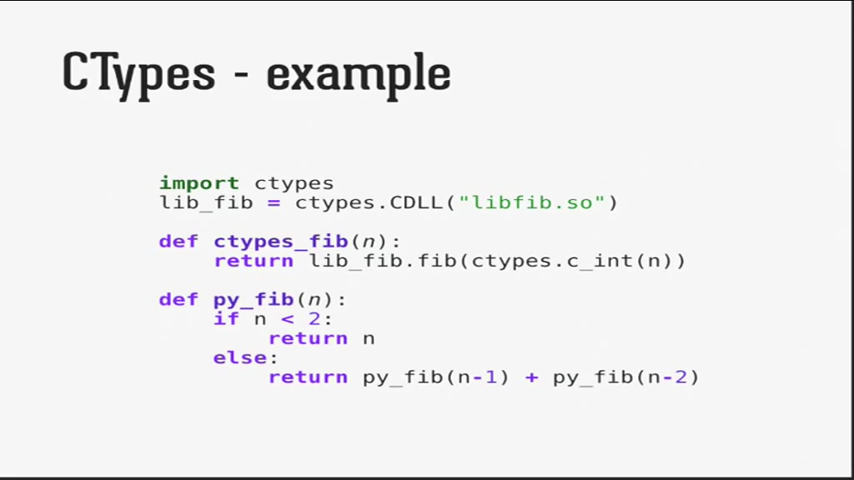 CTypes - example
import ctypes
lib_fib = ctypes.CDLL("libfib.so")
def ctypes_fib(n):
    return lib_fib.fib(ctypes.c_int(n))
def py_fib(n):
    if n < 2:
        return n
    else:
        return py_fib(n-1) + py_fib(n-2)